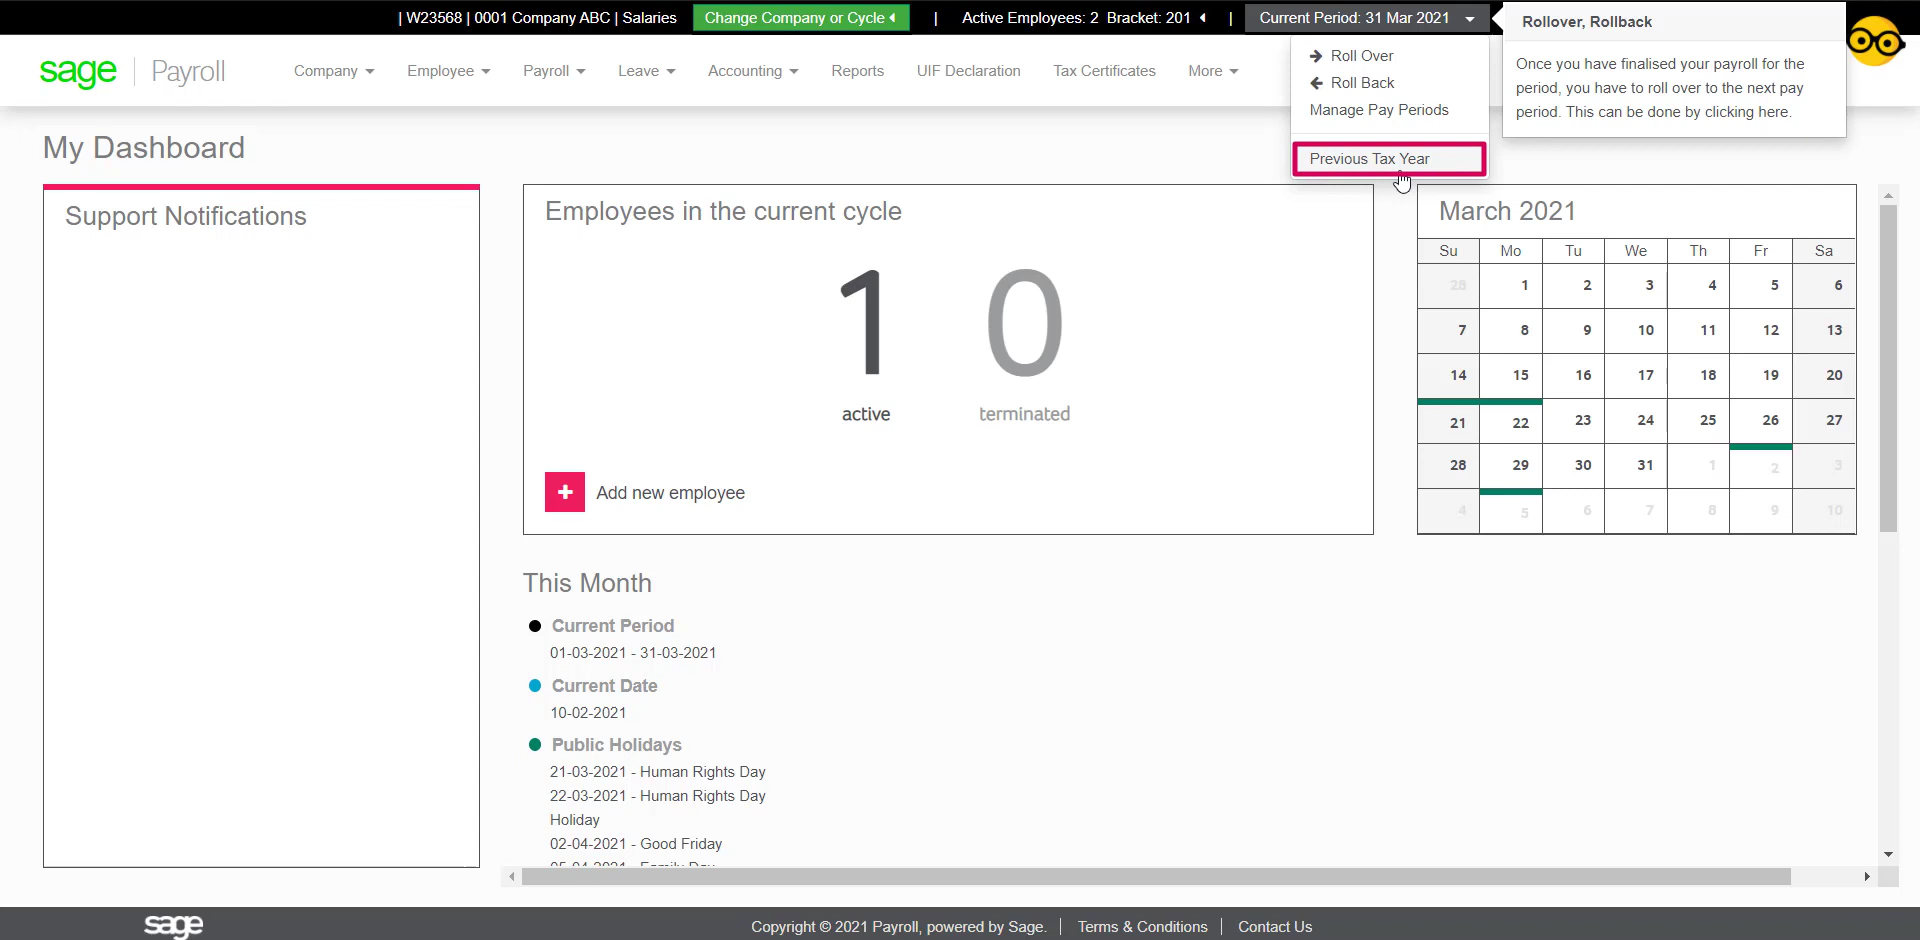 | W23568 | 0001 Company ABC | Salaries
Change Company or Cycle
|
Active Employees: 2 Bracket: 201
|
Current Period: 31 Mar 2021
Rollover, Rollback
Once you have finalised your payroll for the
period, you have to roll over to the next pay
period. This can be done by clicking here.
sage Payroll
Company
Employee
Payroll
Leave
Accounting
Reports
UIF Declaration
Tax Certificates
More
Roll Over
Roll Back
Manage Pay Periods
Previous Tax Year
My Dashboard
Support Notifications
Employees in the current cycle
1 0
active terminated
+ Add new employee
March 2021
Su Mo Tu We Th Fr Sa
28 1 2 3 4 5 6
7 8 9 10 11 12 13
14 15 16 17 18 19 20
21 22 23 24 25 26 27
28 29 30 31 1 2 3
4 5 6 7 8 9 10
This Month
Current Period
01-03-2021 - 31-03-2021
Current Date
10-02-2021
Public Holidays
21-03-2021 - Human Rights Day
22-03-2021 - Human Rights Day
Holiday
02-04-2021 - Good Friday
05-04-2021 - Family Day
sage
Copyright © 2021 Payroll, powered by Sage. | Terms & Conditions | Contact Us